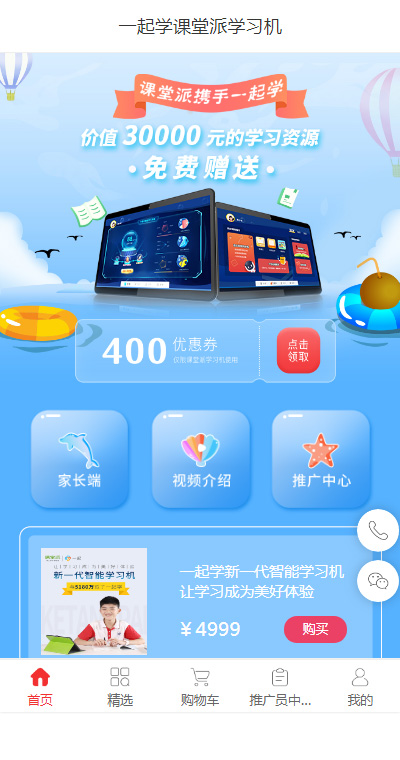 一起学课堂派学习机
课堂派携手一起学
价值 30000 元的学习资源
·免费赠送·
400 优惠券
仅限课堂派学习机使用
点击
领取
家长端
视频介绍
推广中心
新一代智能学习机
一起学新一代智能学习机
让学习成为美好体验
￥4999
购买
首页
精选
购物车
推广员中...
我的